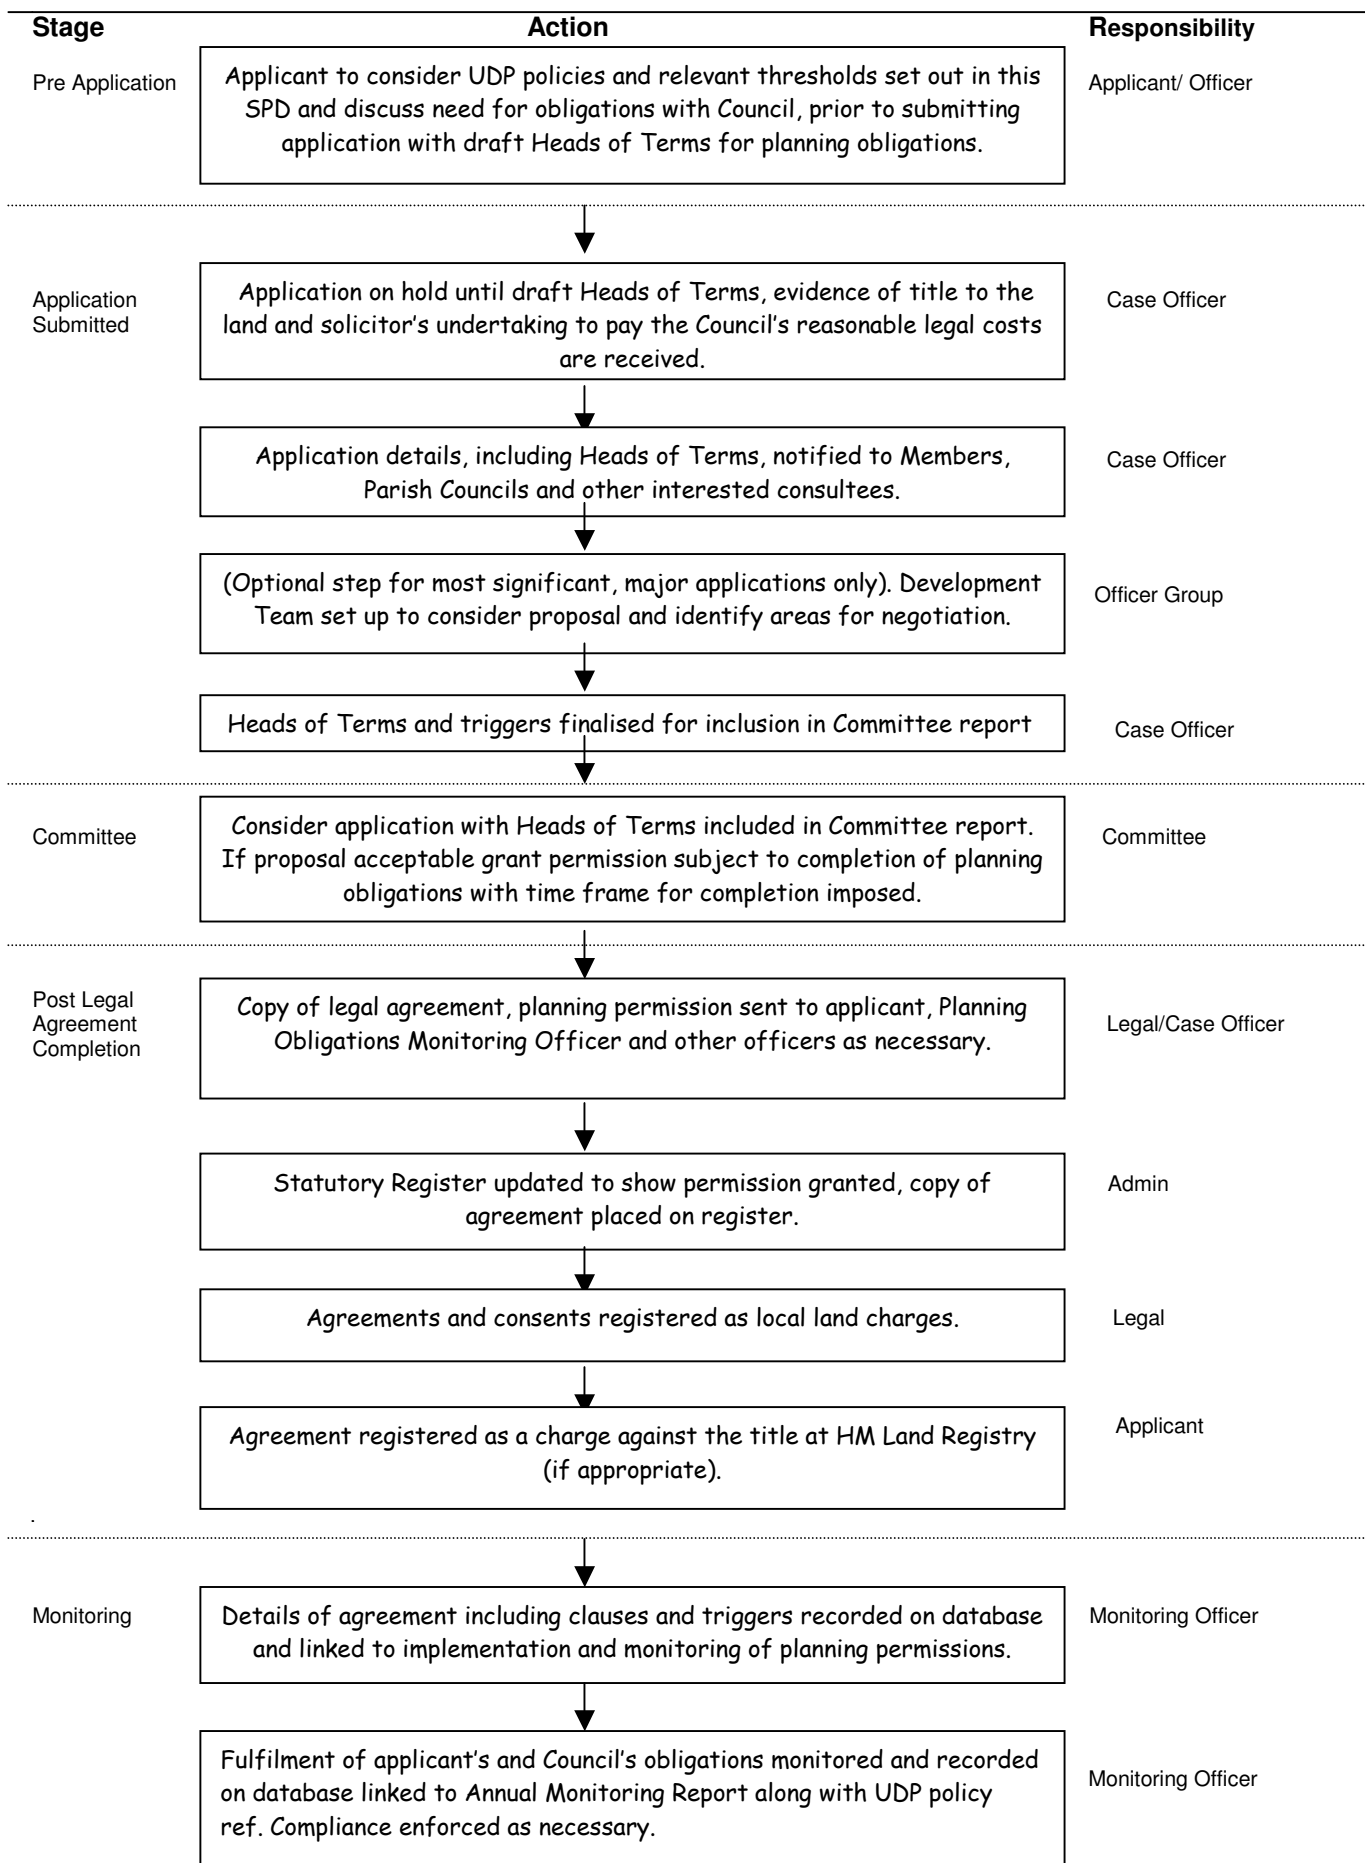 Stage Action Responsibility
Pre Application
Applicant to consider UDP policies and relevant thresholds set out in this
SPD and discuss need for obligations with Council, prior to submitting
application with draft Heads of Terms for planning obligations.
Applicant/ Officer
Application
Submitted
Application on hold until draft Heads of Terms, evidence of title to the
land and solicitor's undertaking to pay the Council's reasonable legal costs
are received.
Case Officer
Application details, including Heads of Terms, notified to Members,
Parish Councils and other interested consultees.
Case Officer
(Optional step for most significant, major applications only). Development
Team set up to consider proposal and identify areas for negotiation.
Officer Group
Heads of Terms and triggers finalised for inclusion in Committee report
Case Officer
Committee
Consider application with Heads of Terms included in Committee report.
If proposal acceptable grant permission subject to completion of planning
obligations with time frame for completion imposed.
Committee
Post Legal
Agreement
Completion
Copy of legal agreement, planning permission sent to applicant, Planning
Obligations Monitoring Officer and other officers as necessary.
Legal/Case Officer
Statutory Register updated to show permission granted, copy of
agreement placed on register.
Admin
Agreements and consents registered as local land charges.
Legal
Agreement registered as a charge against the title at HM Land Registry
(if appropriate).
Applicant
.
Monitoring
Details of agreement including clauses and triggers recorded on database
and linked to implementation and monitoring of planning permissions.
Monitoring Officer
Fulfilment of applicant's and Council's obligations monitored and recorded
on database linked to Annual Monitoring Report along with UDP policy
ref. Compliance enforced as necessary.
Monitoring Officer